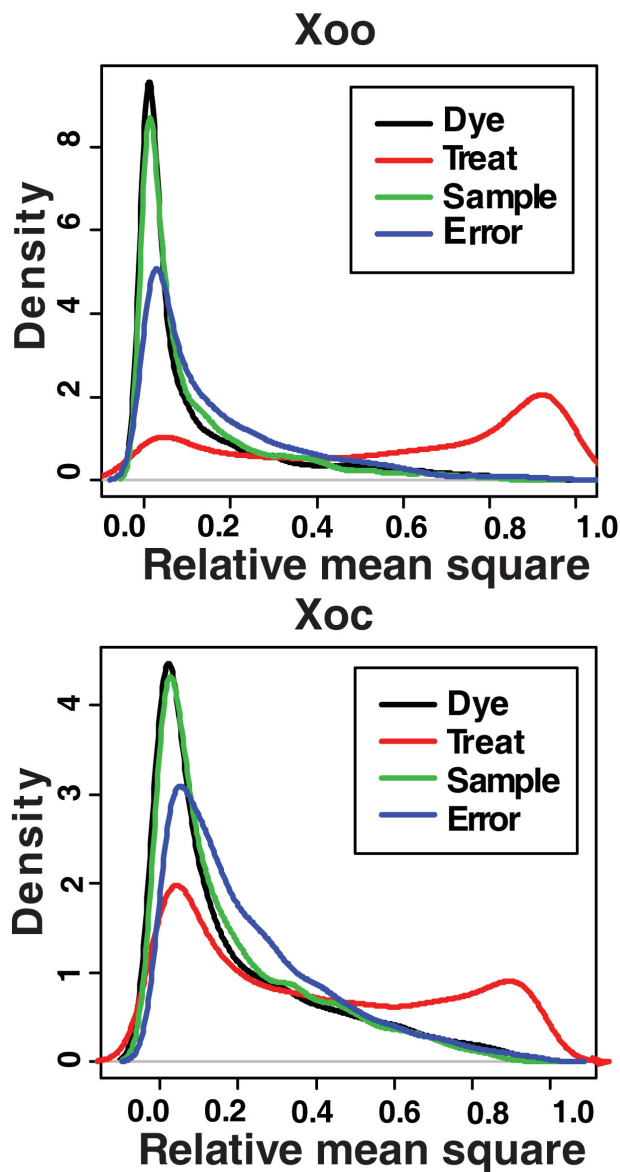 Xoo
Density
8
6
4
2
0
Dye
Treat
Sample
Error
0.0 0.2 0.4 0.6 0.8 1.0
Relative mean square
Xoc
Density
4
3
2
1
0
Dye
Treat
Sample
Error
0.0 0.2 0.4 0.6 0.8 1.0
Relative mean square